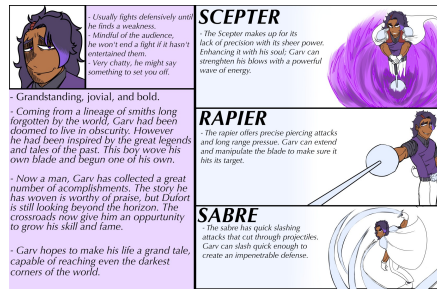 - Usually fights defensively until
he finds a weakness.
- Mindful of the audience,
he won't end a fight if it hasn't
entertained them.
- Very chatty, he might say
something to set you off.
- Grandstanding, jovial, and bold.
- Coming from a lineage of smiths long
forgotten by the world, Garv had been
doomed to live in obscurity. However
he had been inspired by the great legends
and tales of the past. This boy wove his
own blade and begun one of his own.
- Now a man, Garv has collected a great
number of acomplishments. The story he
has woven is worthy of praise, but Dufort
is still looking beyond the horizon. The
crossroads now give him an oppurtunity
to grow his skill and fame.
- Garv hopes to make his life a grand tale,
capable of reaching even the darkest
corners of the world.
SCEPTER
- The Scepter makes up for its
lack of precision with its sheer power.
Enhancing it with his soul; Garv can
strenghten his blows with a powerful
wave of energy.
RAPIER
- The rapier offers precise piercing attacks
and long range pressue. Garv can extend
and manipulate the blade to make sure it
hits its target.
SABRE
- The sabre has quick slashing
attacks that cut through projectiles.
Garv can slash quick enough to
create an impenetrable defense.